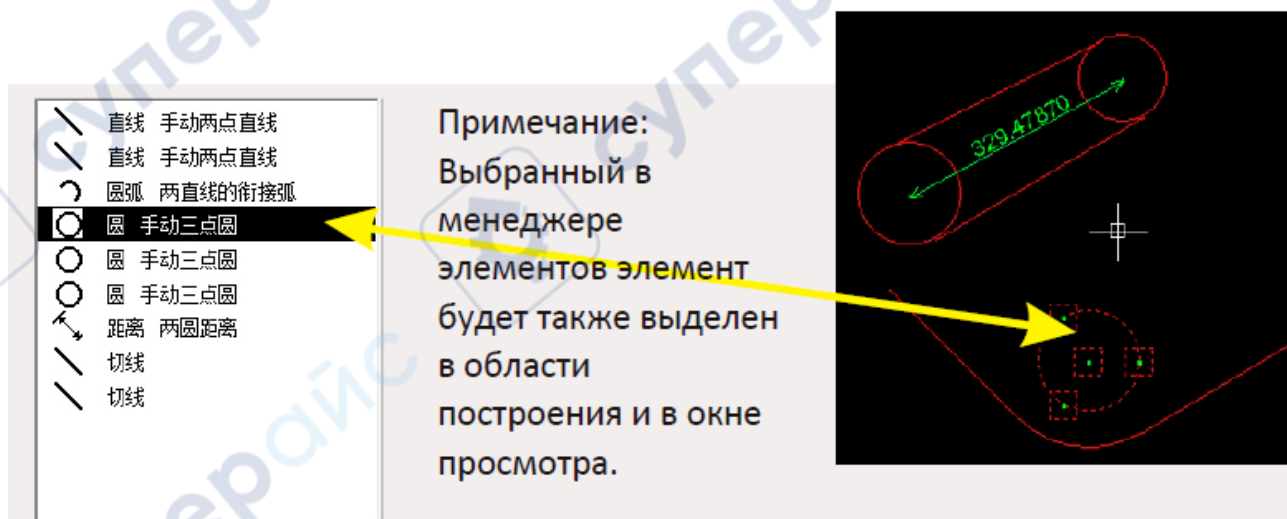 直线 手动两点直线
直线 手动两点直线
圆弧 两直线的衔接弧
圆 手动三点圆
圆 手动三点圆
圆 手动三点圆
距离 两圆距离
切线
切线
Примечание:
Выбранный в
менеджере
элементов элемент
будет также выделен
в области
построения и в окне
просмотра.
329.47870
супер
супер
суперайс